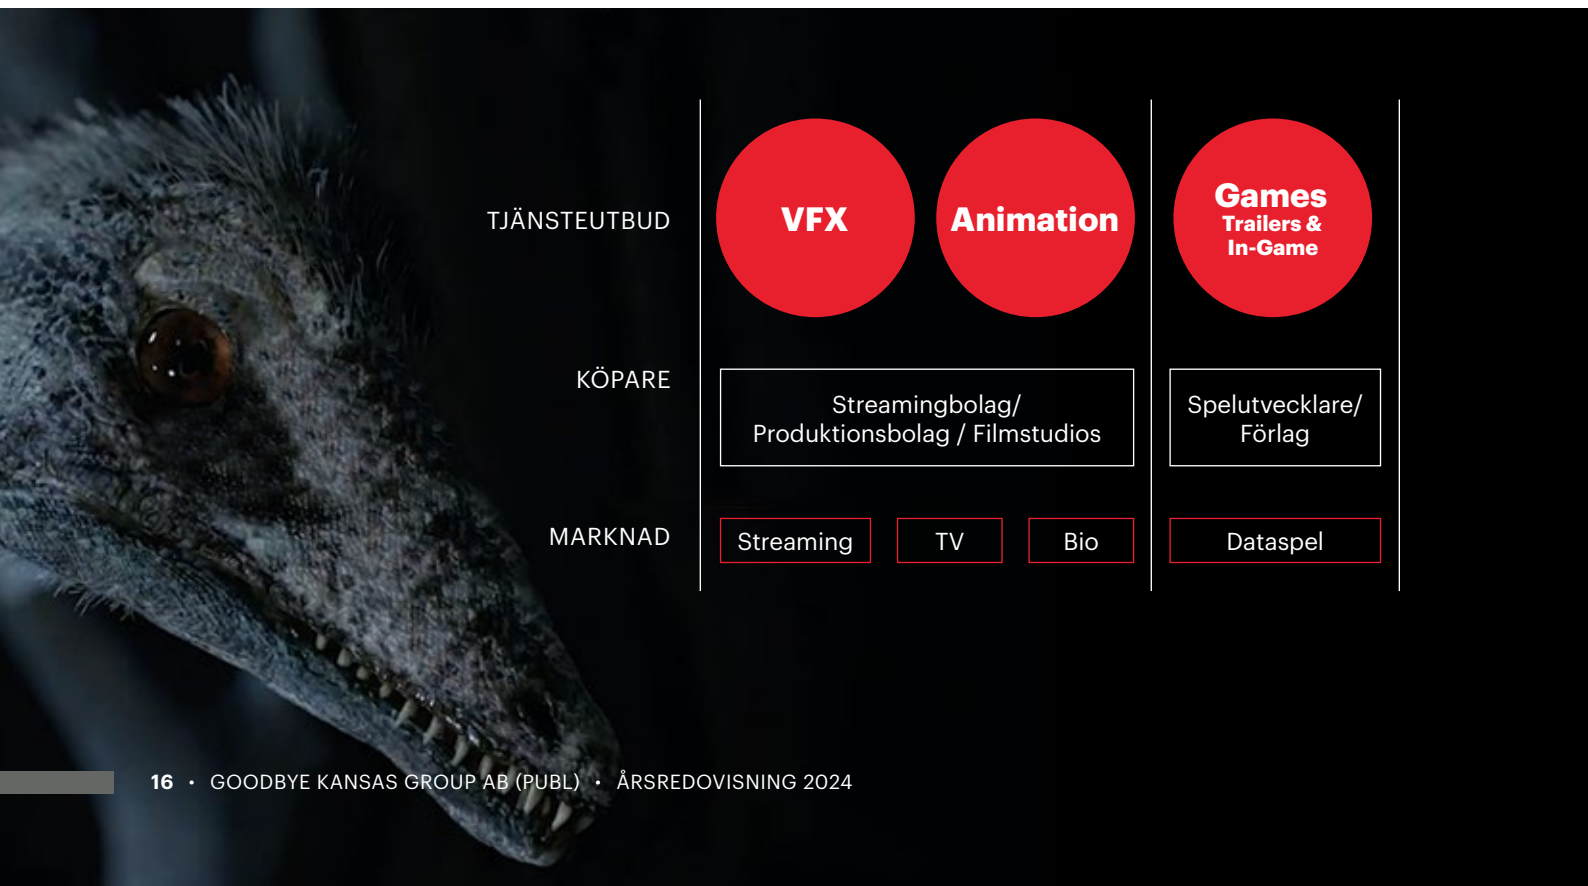 TJÄNSTEUTBUD
VFX
Animation
Games
Trailers &
In-Game
KÖPARE
Streamingbolag/
Produktionsbolag / Filmstudios
Spelutvecklare/
Förlag
MARKNAD
Streaming
TV
Bio
Dataspel
16 • GOODBYE KANSAS GROUP AB (PUBL) • ÅRSREDOVISNING 2024